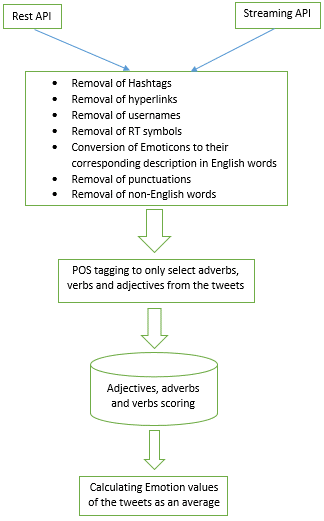 Rest API
Streaming API
• Removal of Hashtags
• Removal of hyperlinks
• Removal of usernames
• Removal of RT symbols
• Conversion of Emoticons to their
corresponding description in English words
• Removal of punctuations
• Removal of non-English words
POS tagging to only select adverbs,
verbs and adjectives from the tweets
Adjectives, adverbs
and verbs scoring
Calculating Emotion values
of the tweets as an average